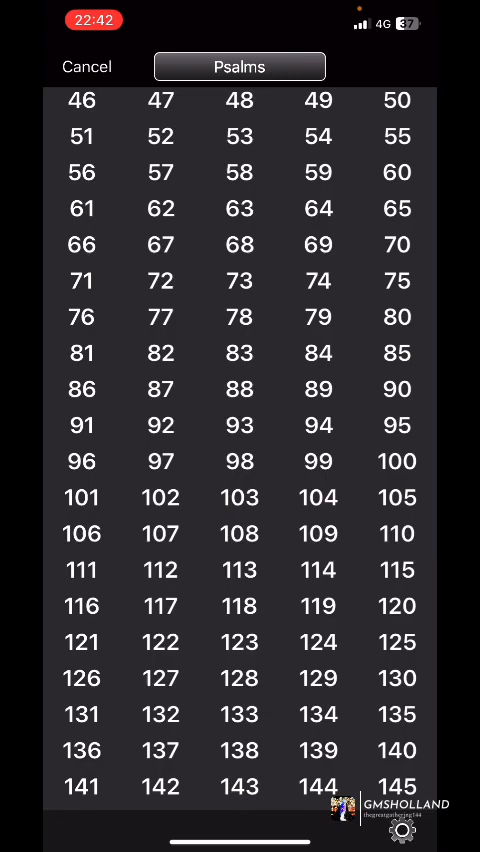 22:42
4G 37
Cancel
Psalms
46 47 48 49 50
51 52 53 54 55
56 57 58 59 60
61 62 63 64 65
66 67 68 69 70
71 72 73 74 75
76 77 78 79 80
81 82 83 84 85
86 87 88 89 90
91 92 93 94 95
96 97 98 99 100
101 102 103 104 105
106 107 108 109 110
111 112 113 114 115
116 117 118 119 120
121 122 123 124 125
126 127 128 129 130
131 132 133 134 135
136 137 138 139 140
141 142 143 144 145
GMSHOLLAND
thegreatgathering144